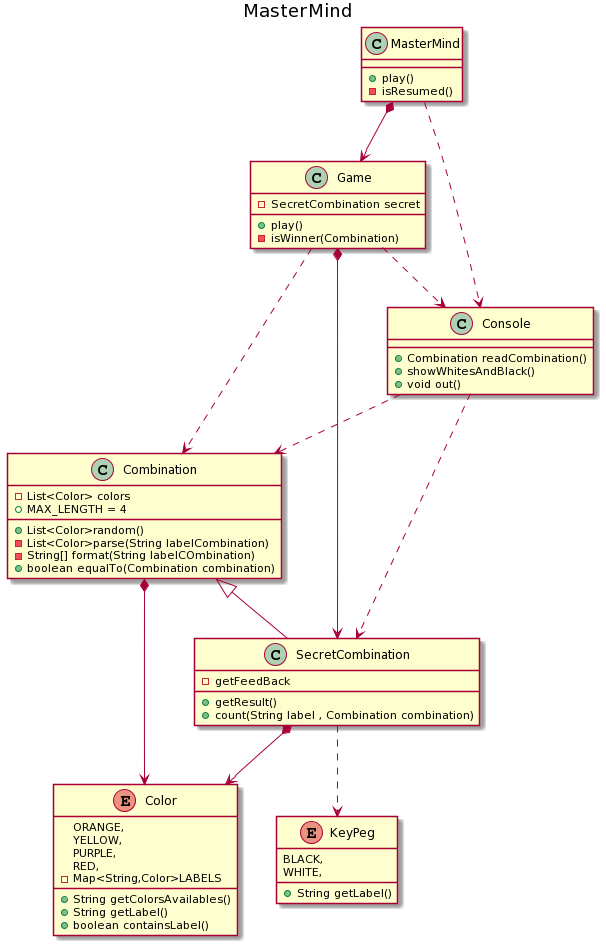 MasterMind
C MasterMind
play()
isResumed()
C Game
SecretCombination secret
play()
isWinner(Combination)
C Console
Combination readCombination()
showWhitesAndBlack()
void out()
C Combination
List<Color> colors
MAX_LENGTH = 4
List<Color>random()
List<Color>parse(String labelCombination)
String[] format(String labelCOmbination)
boolean equalTo(Combination combination)
C SecretCombination
getFeedBack
getResult()
count(String label , Combination combination)
E Color
ORANGE,
YELLOW,
PURPLE,
RED,
Map<String,Color>LABELS
String getColorsAvailables()
String getLabel()
boolean containsLabel()
E KeyPeg
BLACK,
WHITE,
String getLabel()